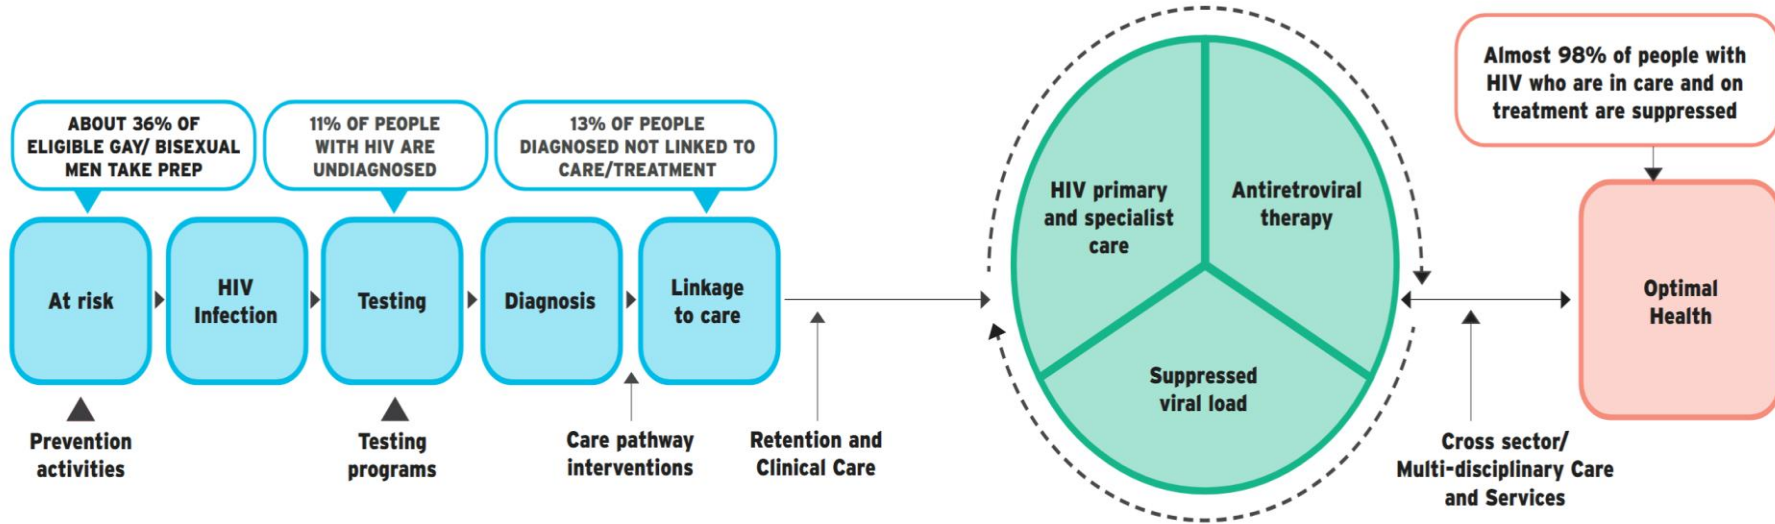 ABOUT 36% OF
ELIGIBLE GAY/ BISEXUAL
MEN TAKE PREP
11% OF PEOPLE
WITH HIV ARE
UNDIAGNOSED
13% OF PEOPLE
DIAGNOSED NOT LINKED TO
CARE/TREATMENT
Almost 98% of people with
HIV who are in care and on
treatment are suppressed
At risk
HIV
Infection
Testing
Diagnosis
Linkage
to care
HIV primary
and specialist
care
Antiretroviral
therapy
Suppressed
viral load
Optimal
Health
Prevention
activities
Testing
programs
Care pathway
interventions
Retention and
Clinical Care
Cross sector/
Multi-disciplinary Care
and Services